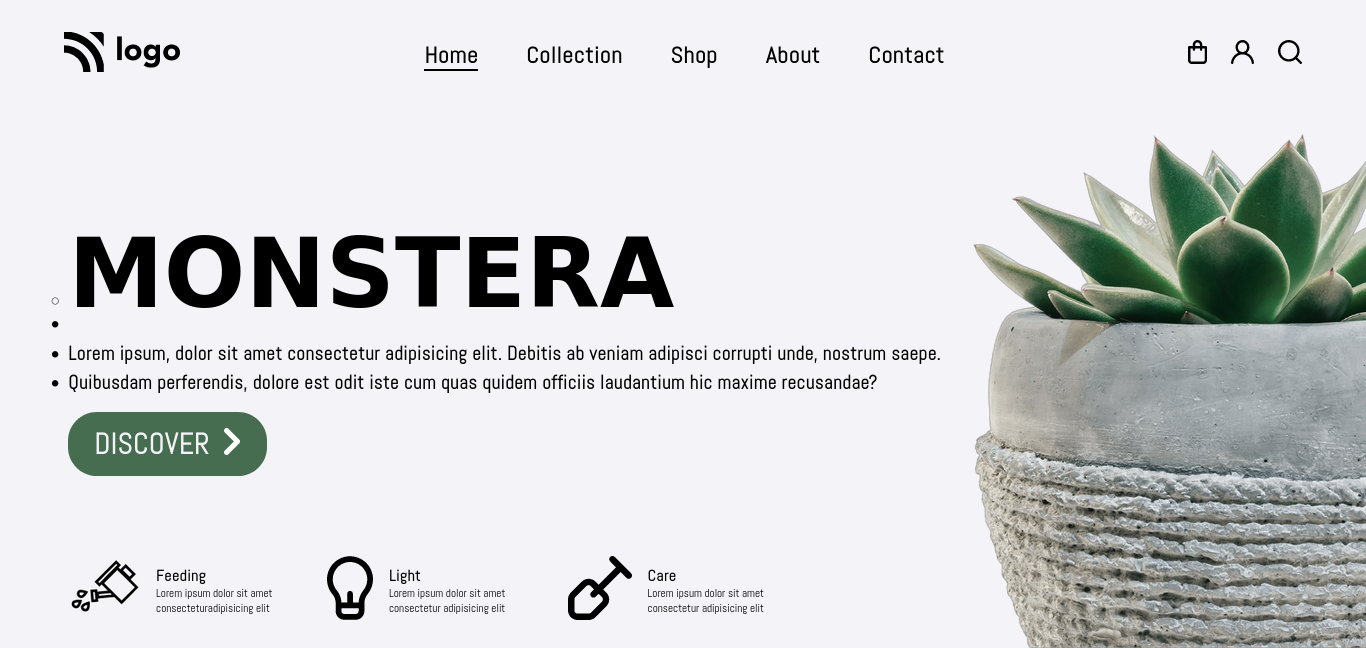 logo
Home Collection Shop About Contact
MONSTERA
Lorem ipsum, dolor sit amet consectetur adipisicing elit. Debitis ab veniam adipisci corrupti unde, nostrum saepe.
Quibusdam perferendis, dolore est odit iste cum quas quidem officiis laudantium hic maxime recusandae?
DISCOVER
Feeding
Lorem ipsum dolor sit amet
consecteturadipisicing elit
Light
Lorem ipsum dolor sit amet
consectetur adipisicing elit
Care
Lorem ipsum dolor sit amet
consectetur adipisicing elit